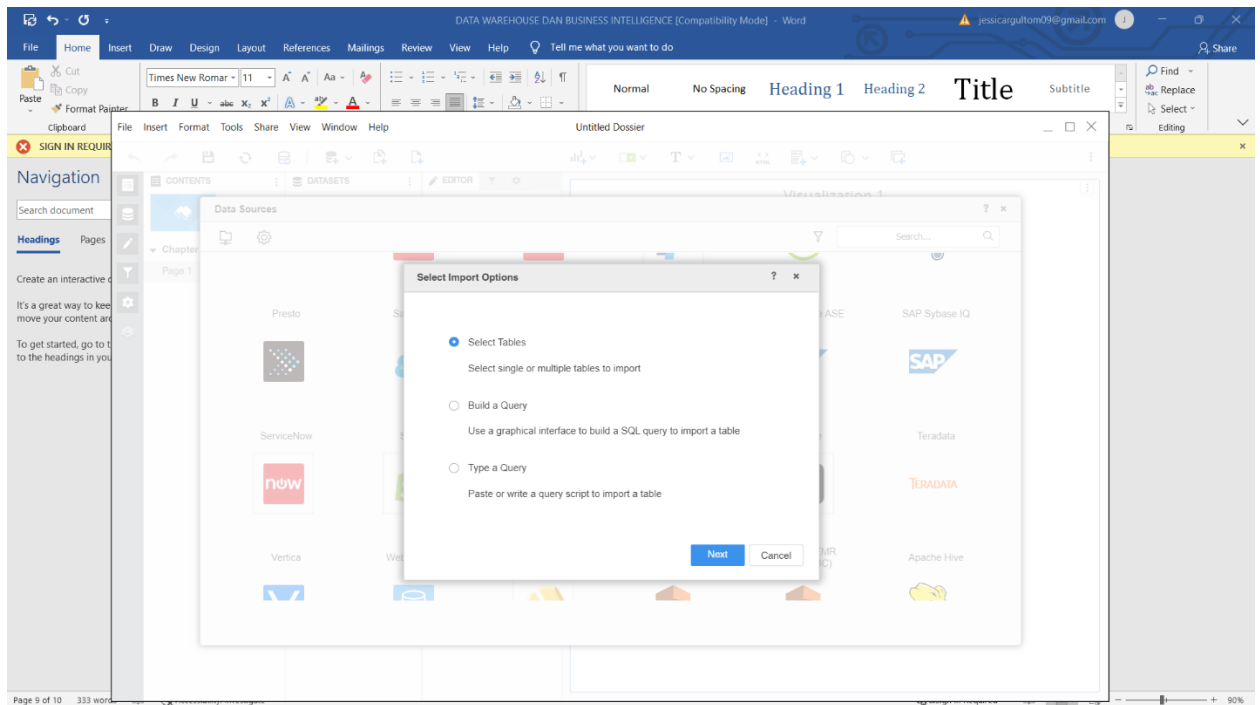 DATA WAREHOUSE DAN BUSINESS INTELLIGENCE [Compatibility Mode] - Word
jessicargultom09@gmail.com
J
File Home Insert Draw Design Layout References Mailings Review View Help Tell me what you want to do
Share
Cut
Copy
Paste
Format Painter
Clipboard
Times New Romar 11
Normal
No Spacing
Heading 1
Heading 2
Title
Subtitle
Find
Replace
Select
Editing
SIGN IN REQUIR
File Insert Format Tools Share View Window Help
Untitled Dossier
Navigation
Search document
Headings Pages
Create an interactive
It's a great way to kee
move your content
To get started, go to t
to the headings in you
CONTENTS
DATASETS
EDITOR
Visualization 1
Chapter
Page 1
Data Sources
Search...
Presto
ASE
SAP Sybase IQ
SAP
ServiceNow
Teradata
now
TERADATA
Vertica
Apache Hive
Select Import Options
Select Tables
Select single or multiple tables to import
Build a Query
Use a graphical interface to build a SQL query to import a table
Type a Query
Paste or write a query script to import a table
Next
Cancel
Page 9 of 10 333 word
90%